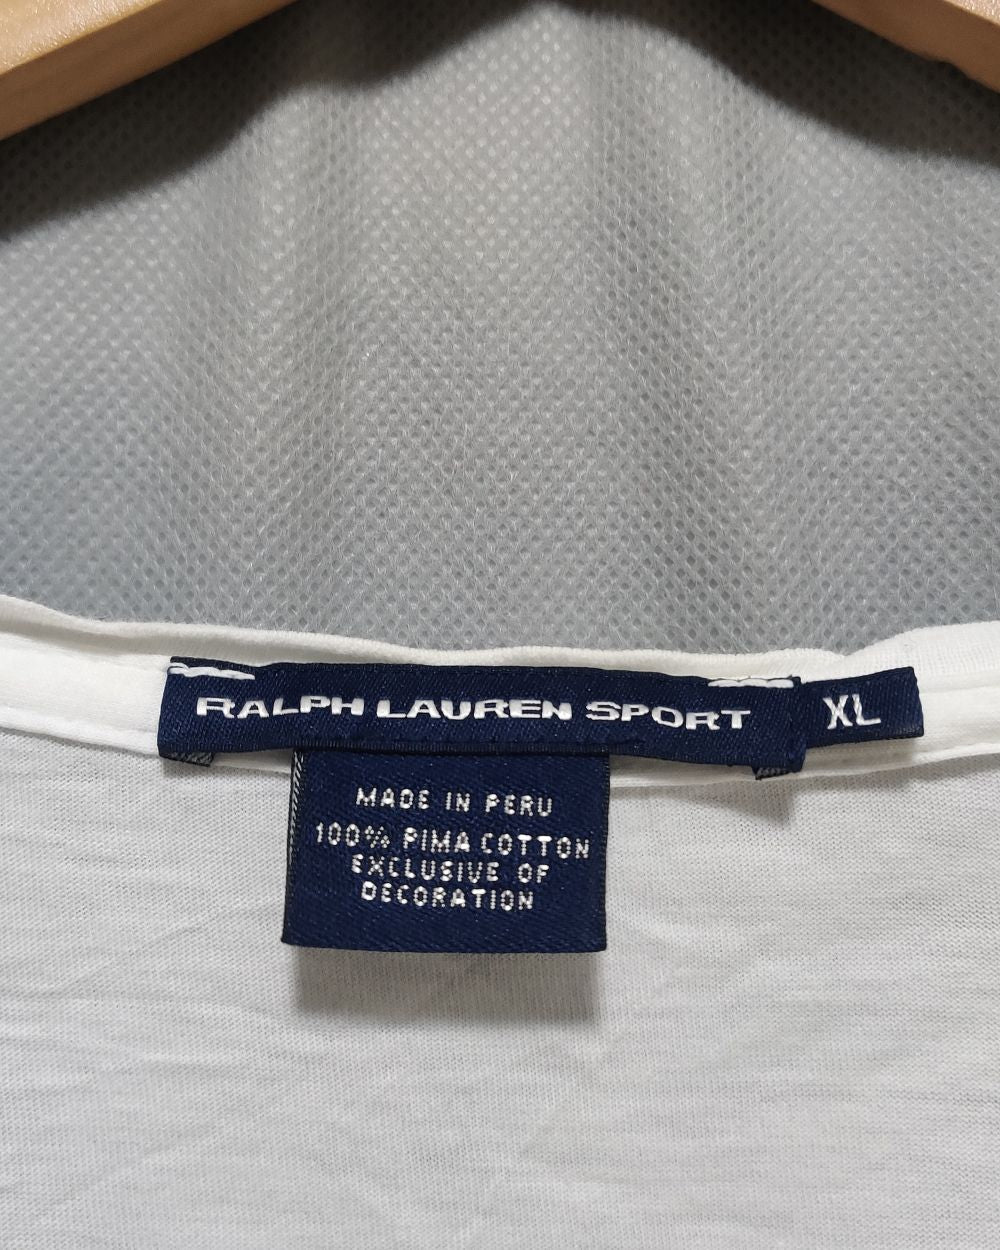 RALPH LAUREN SPORT
XL
MADE IN PERU
100% PIMA COTTON
EXCLUSIVE OF
DECORATION